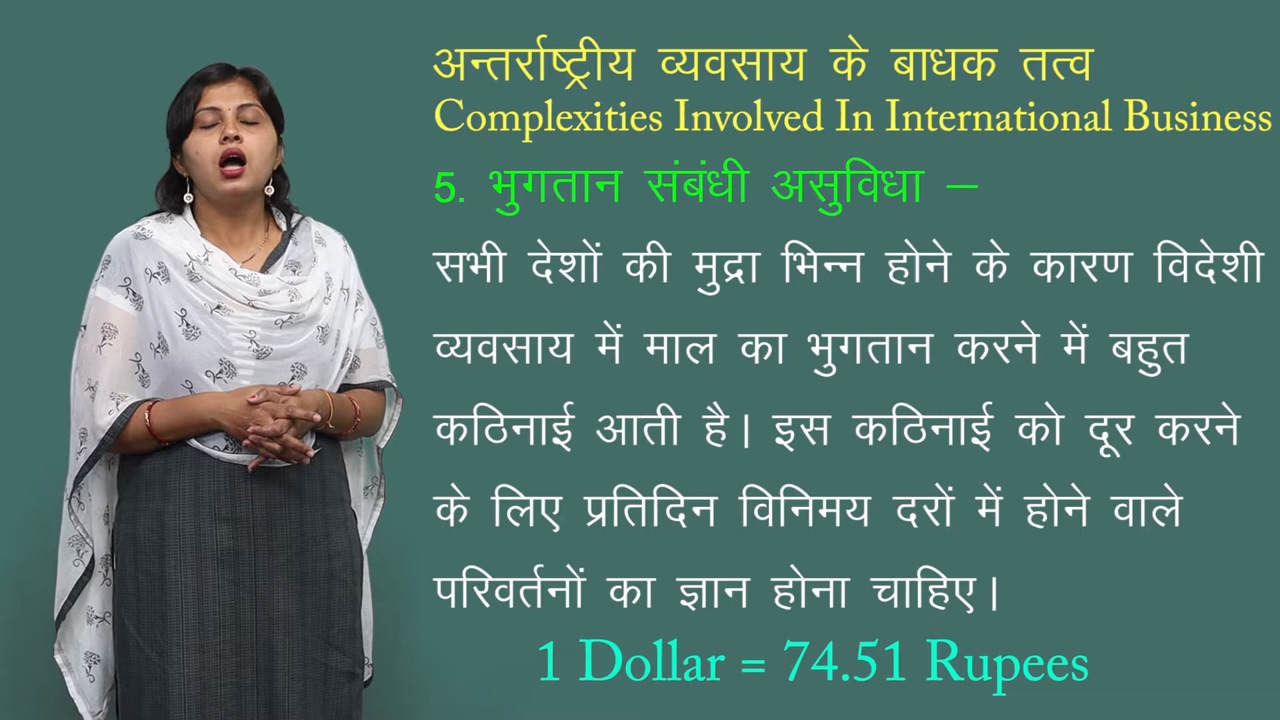 अन्तर्राष्ट्रीय व्यवसाय के बाधक तत्व
Complexities Involved In International Business
5. भुगतान संबंधी असुविधा –
सभी देशों की मुद्रा भिन्न होने के कारण विदेशी
व्यवसाय में माल का भुगतान करने में बहुत
कठिनाई आती है। इस कठिनाई को दूर करने
के लिए प्रतिदिन विनिमय दरों में होने वाले
परिवर्तनों का ज्ञान होना चाहिए।
1 Dollar = 74.51 Rupees